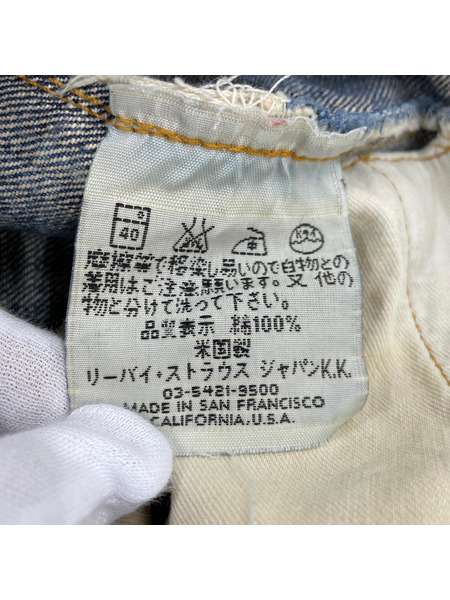 40 ドライ
摩擦等で移染し易いので白物との
着用はご注意願います。又 他の
物と分けて洗って下さい。
品質表示 綿100%
米国製
リーバイ・ストラウス ジャパンK.K.
03-5421-9500
MADE IN SAN FRANCISCO
CALIFORNIA, U.S.A.